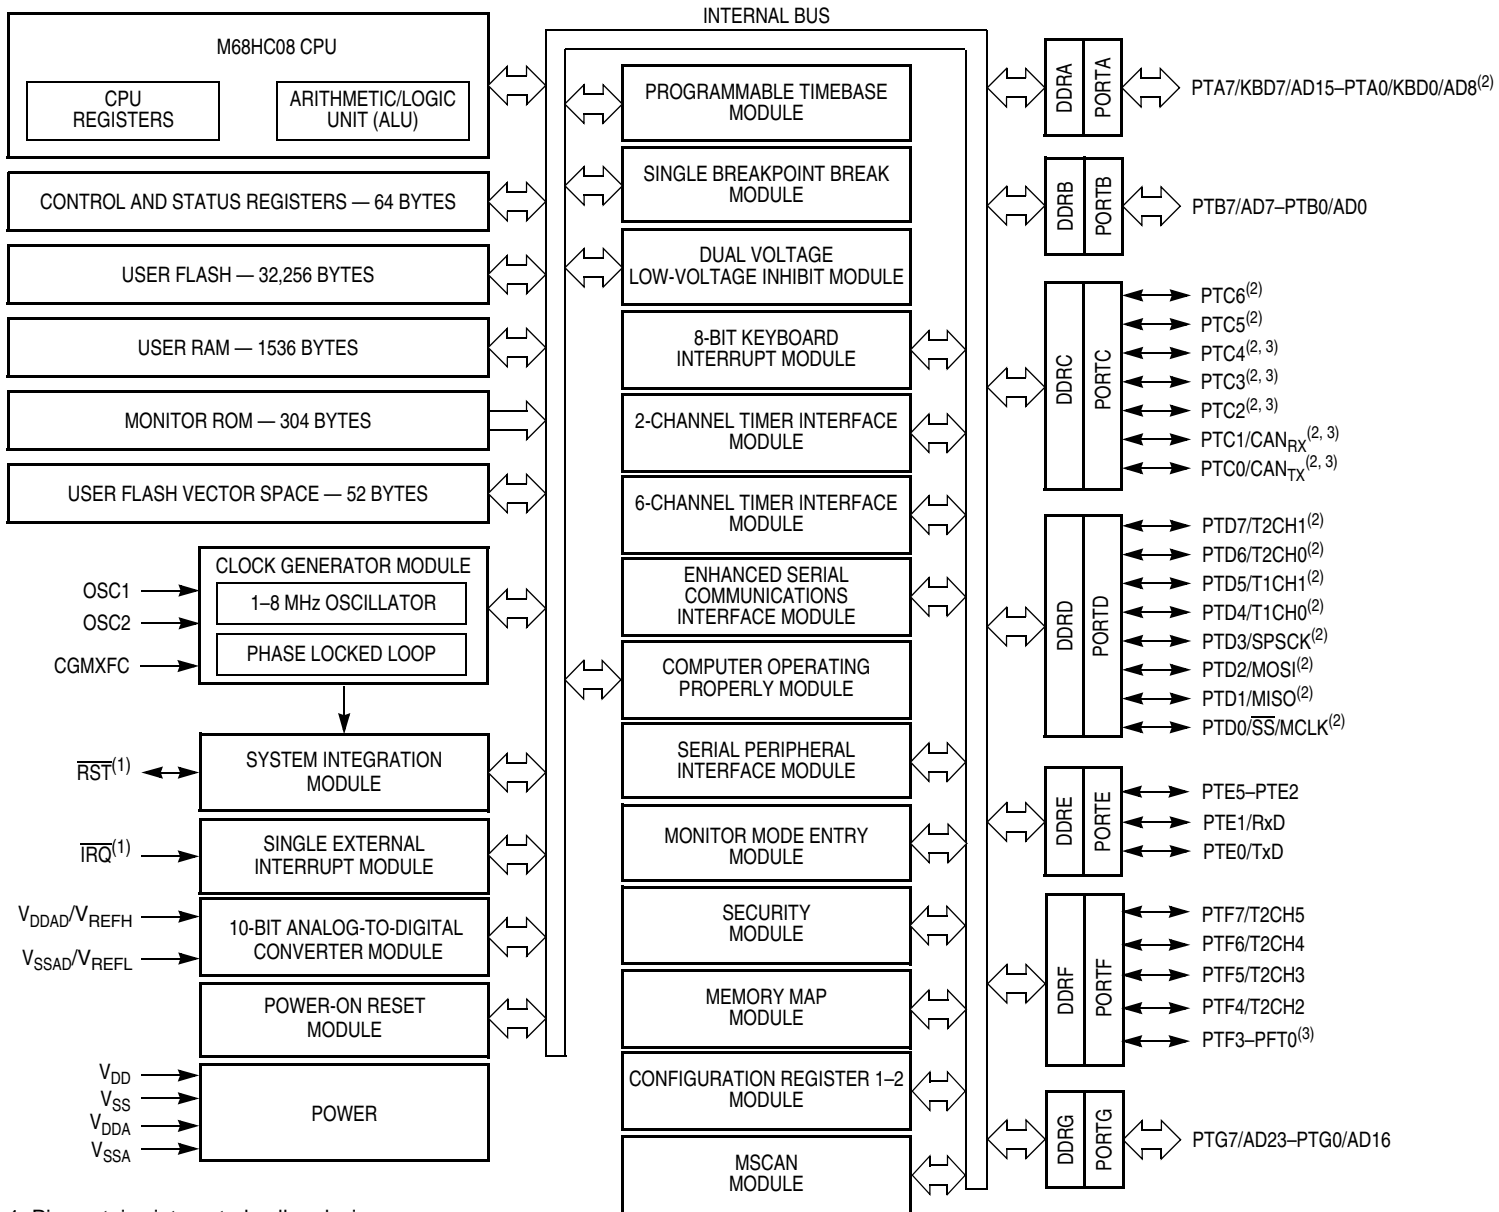 INTERNAL BUS
M68HC08 CPU
CPU
REGISTERS
ARITHMETIC/LOGIC
UNIT (ALU)
CONTROL AND STATUS REGISTERS — 64 BYTES
USER FLASH — 32,256 BYTES
USER RAM — 1536 BYTES
MONITOR ROM — 304 BYTES
USER FLASH VECTOR SPACE — 52 BYTES
OSC1
OSC2
CGMXFC
CLOCK GENERATOR MODULE
1–8 MHz OSCILLATOR
PHASE LOCKED LOOP
RST(1)
SYSTEM INTEGRATION
MODULE
IRQ(1)
SINGLE EXTERNAL
INTERRUPT MODULE
VDDAD/VREFH
VSSAD/VREFL
10-BIT ANALOG-TO-DIGITAL
CONVERTER MODULE
POWER-ON RESET
MODULE
VDD
VSS
VDDA
VSSA
POWER
PROGRAMMABLE TIMEBASE
MODULE
SINGLE BREAKPOINT BREAK
MODULE
DUAL VOLTAGE
LOW-VOLTAGE INHIBIT MODULE
8-BIT KEYBOARD
INTERRUPT MODULE
2-CHANNEL TIMER INTERFACE
MODULE
6-CHANNEL TIMER INTERFACE
MODULE
ENHANCED SERIAL
COMMUNICATIONS
INTERFACE MODULE
COMPUTER OPERATING
PROPERLY MODULE
SERIAL PERIPHERAL
INTERFACE MODULE
MONITOR MODE ENTRY
MODULE
SECURITY
MODULE
MEMORY MAP
MODULE
CONFIGURATION REGISTER 1–2
MODULE
MSCAN
MODULE
DDRA
PORTA
PTA7/KBD7/AD15–PTA0/KBD0/AD8(2)
DDRB
PORTB
PTB7/AD7–PTB0/AD0
DDRC
PORTC
PTC6(2)
PTC5(2)
PTC4(2, 3)
PTC3(2, 3)
PTC2(2, 3)
PTC1/CANRX(2, 3)
PTC0/CANTX(2, 3)
DDRD
PORTD
PTD7/T2CH1(2)
PTD6/T2CH0(2)
PTD5/T1CH1(2)
PTD4/T1CH0(2)
PTD3/SPSCK(2)
PTD2/MOSI(2)
PTD1/MISO(2)
PTD0/SS/MCLK(2)
DDRE
PORTE
PTE5–PTE2
PTE1/RxD
PTE0/TxD
DDRF
PORTF
PTF7/T2CH5
PTF6/T2CH4
PTF5/T2CH3
PTF4/T2CH2
PTF3–PFT0(3)
DDRG
PORTG
PTG7/AD23–PTG0/AD16